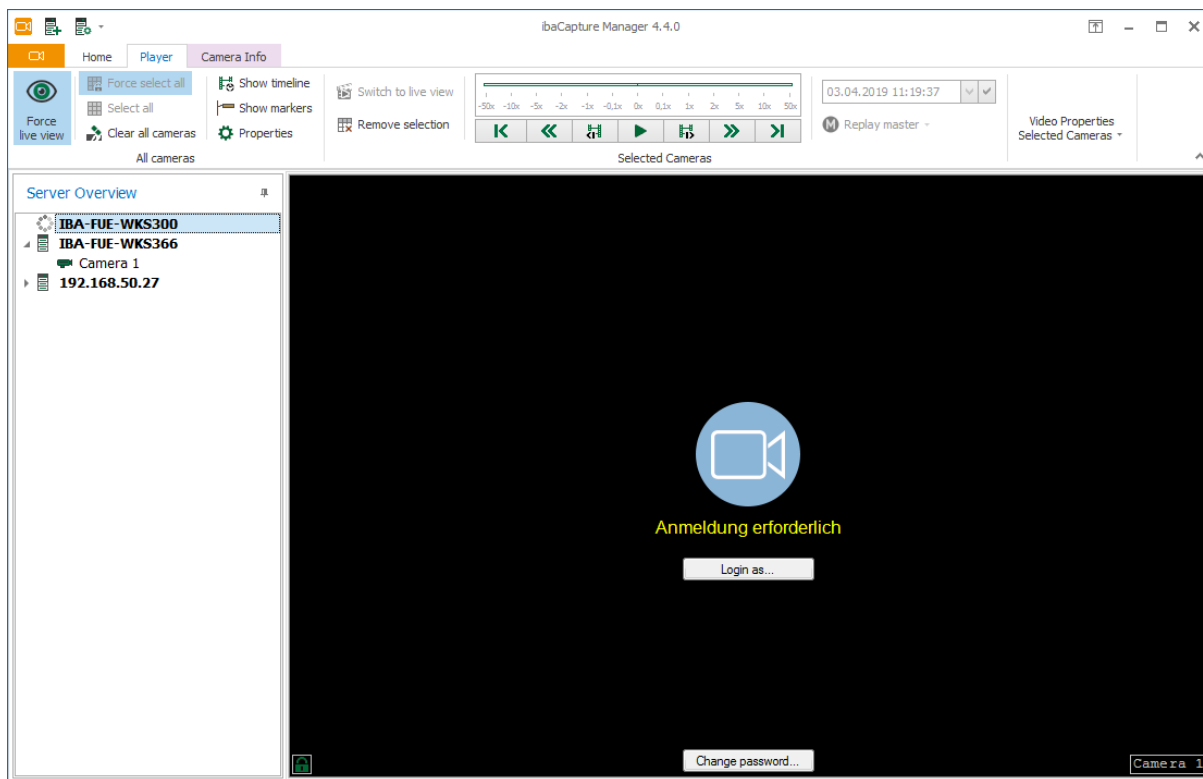 ibaCapture Manager 4.4.0
Home Player Camera Info
Force live view
Force select all
Select all
Clear all cameras
Show timeline
Show markers
Properties
All cameras
Switch to live view
Remove selection
-50x -10x -5x -2x -1x -0,1x 0x 0,1x 1x 2x 5x 10x 50x
Selected Cameras
03.04.2019 11:19:37
M Replay master
Video Properties
Selected Cameras
Server Overview
IBA-FUE-WKS300
IBA-FUE-WKS366
Camera 1
192.168.50.27
Anmeldung erforderlich
Login as...
Change password...
Camera 1